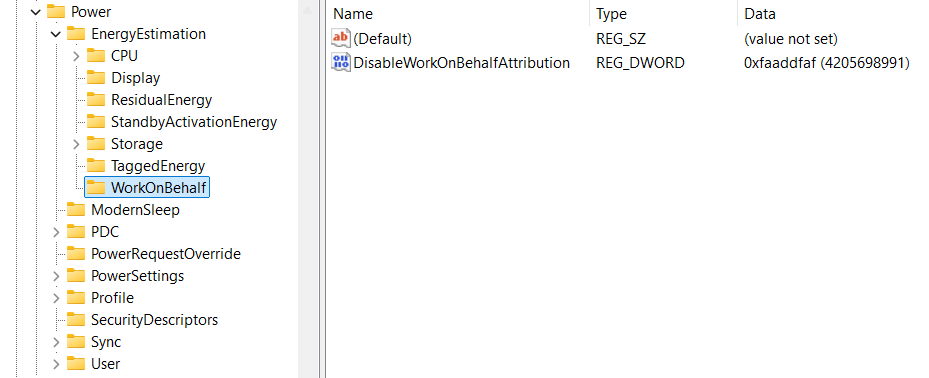 Power
EnergyEstimation
CPU
Display
ResidualEnergy
StandbyActivationEnergy
Storage
TaggedEnergy
WorkOnBehalf
ModernSleep
PDC
PowerRequestOverride
PowerSettings
Profile
SecurityDescriptors
Sync
User
Name Type Data
ab (Default) REG_SZ (value not set)
DisableWorkOnBehalfAttribution REG_DWORD 0xfaaddfaf (4205698991)